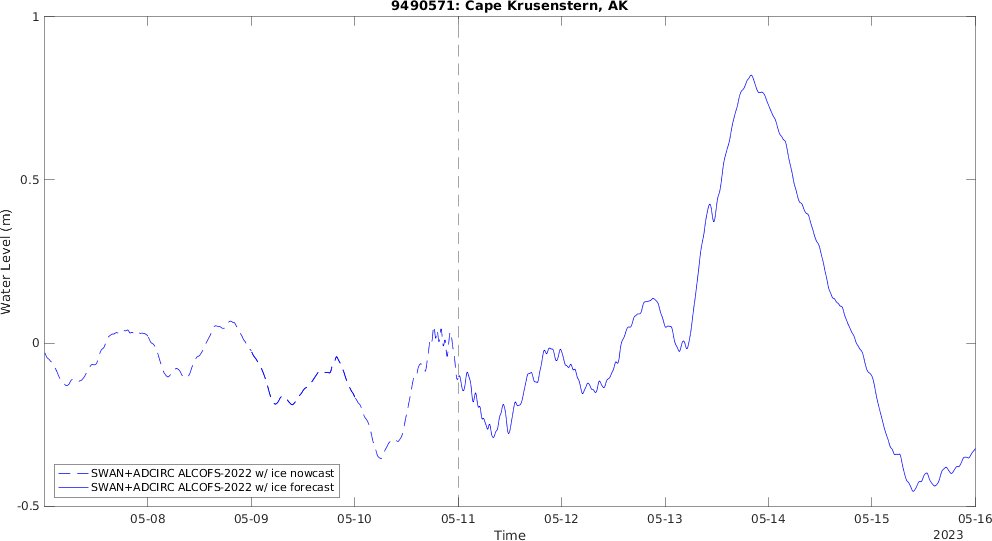 9490571: Cape Krusenstern, AK
1
0.5
0
-0.5
Water Level (m)
SWAN+ADCIRC ALCOFS-2022 w/ ice nowcast
SWAN+ADCIRC ALCOFS-2022 w/ ice forecast
05-08 05-09 05-10 05-11 05-12 05-13 05-14 05-15 05-16
Time
2023